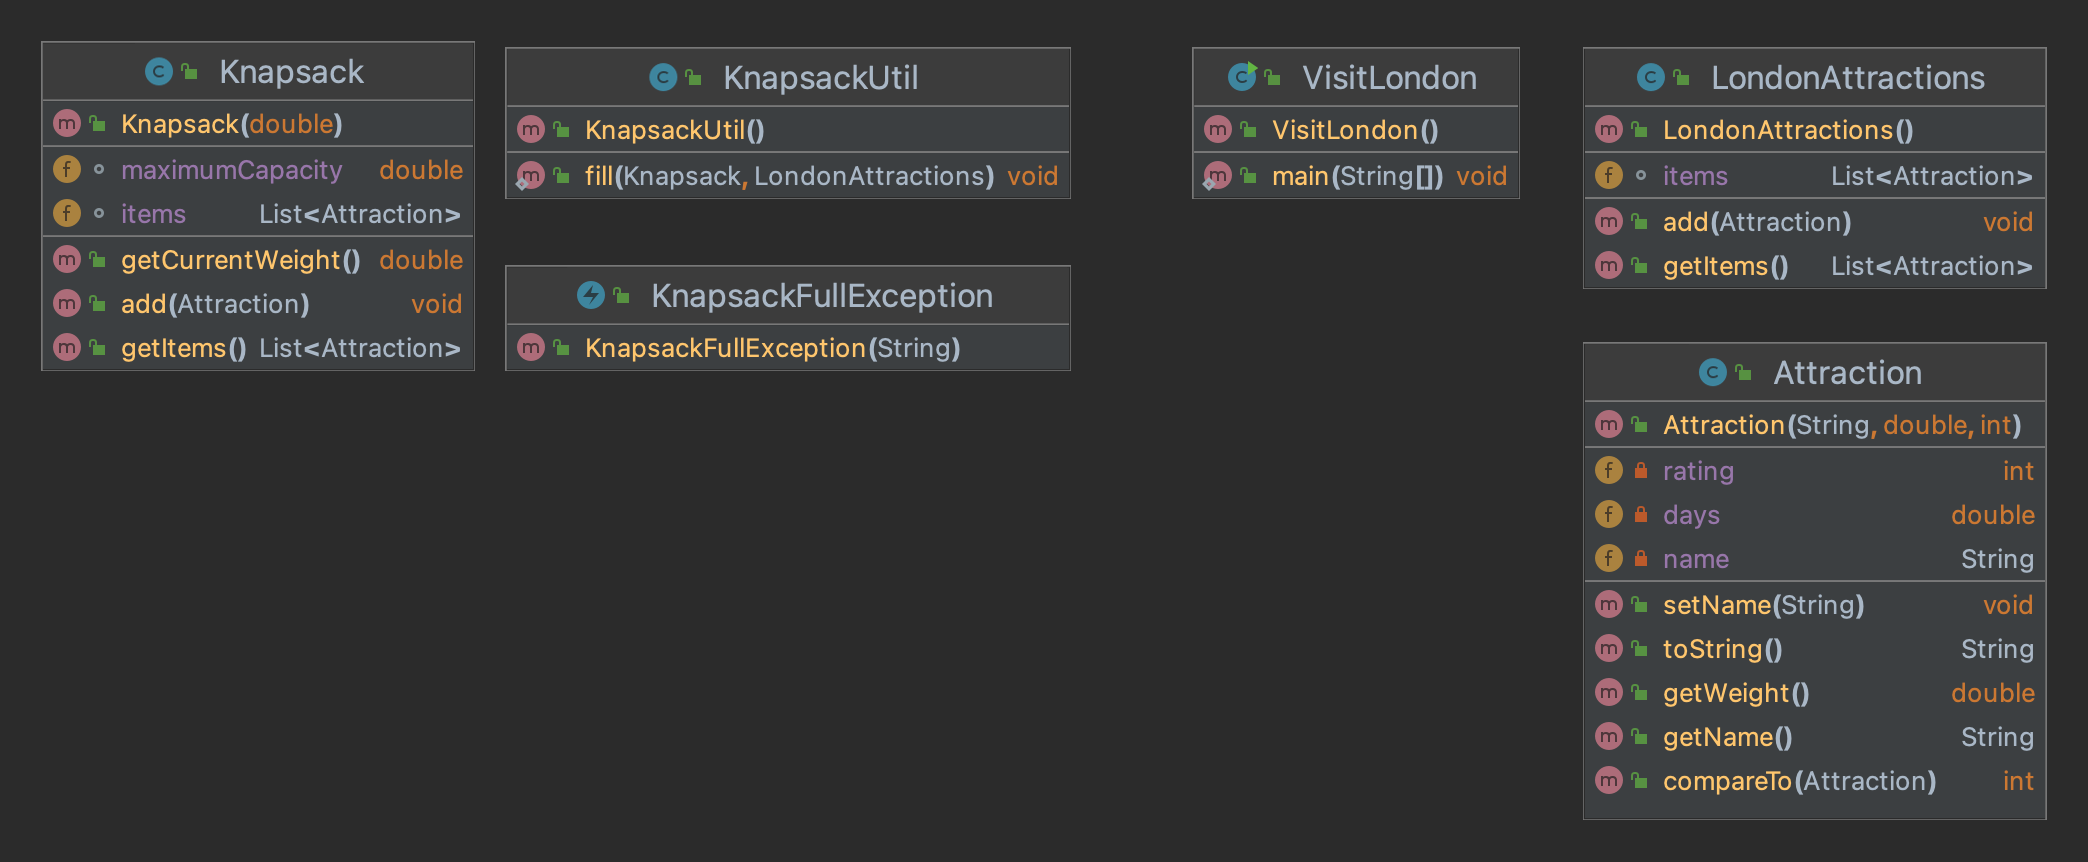 Knapsack
Knapsack(double)
maximumCapacity double
items List<Attraction>
getCurrentWeight() double
add(Attraction) void
getItems() List<Attraction>
KnapsackUtil
KnapsackUtil()
fill(Knapsack, LondonAttractions) void
KnapsackFullException
KnapsackFullException(String)
VisitLondon
VisitLondon()
main(String[]) void
LondonAttractions
LondonAttractions()
items List<Attraction>
add(Attraction) void
getItems() List<Attraction>
Attraction
Attraction(String, double, int)
rating int
days double
name String
setName(String) void
toString() String
getWeight() double
getName() String
compareTo(Attraction) int